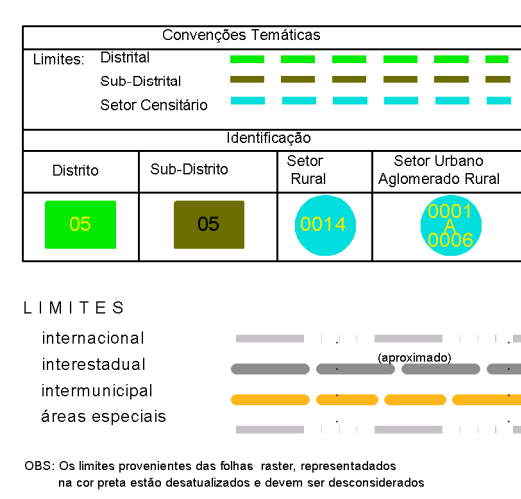 Convenções Temáticas
Limites: Distrital
Sub-Distrital
Setor Censitário
Identificação
Distrito Sub-Distrito Setor Rural Setor Urbano Aglomerado Rural
05 05 0014 0001 A 0006
LIMITES
internacional
interestadual (aproximado)
intermunicipal
áreas especiais
OBS: Os limites provenientes das folhas raster, representadados
na cor preta estão desatualizados e devem ser desconsiderados